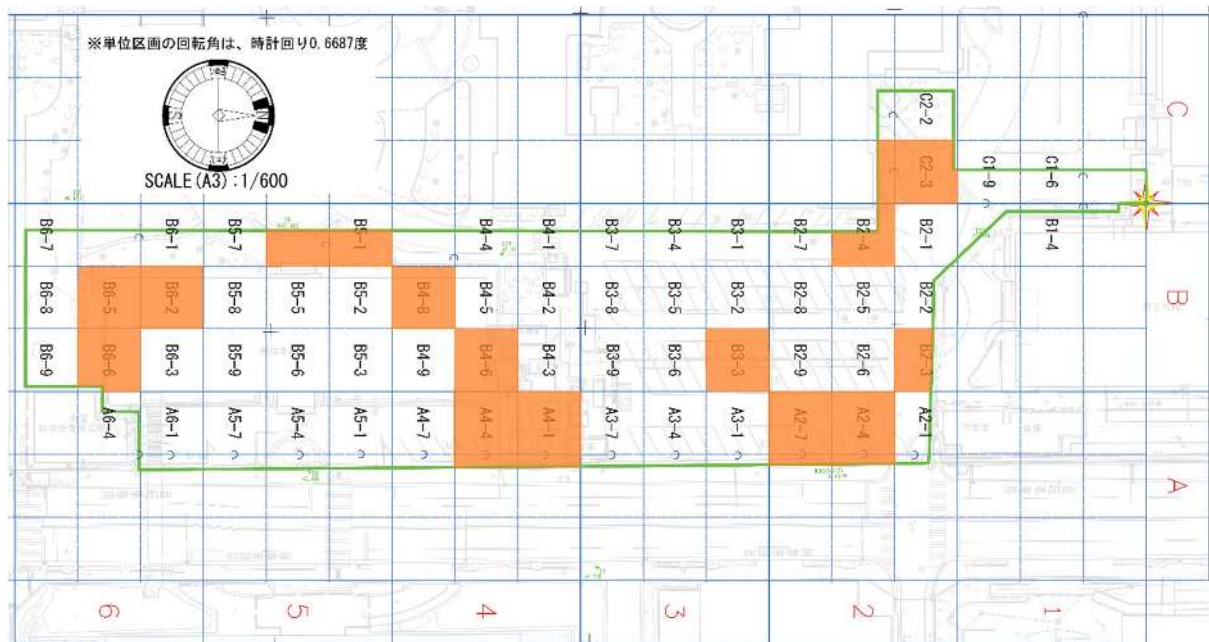 ※単位区画の回転角は、時計回り0.6687度
N
S
SCALE(A3):1/600
C
B
A
C2-2
C2-3
C1-9
C1-6
B6-7
B6-1
B5-7
B5-1
B4-4
B4-1
B3-7
B3-4
B3-1
B2-7
B2-4
B2-1
B1-4
B6-8
B6-5
B6-2
B5-8
B5-5
B5-2
B4-8
B4-5
B4-2
B3-8
B3-5
B3-2
B2-8
B2-5
B2-2
B6-9
B6-6
B6-3
B5-9
B5-6
B5-3
B4-9
B4-6
B4-3
B3-9
B3-6
B3-3
B2-9
B2-6
B2-3
A6-4
A6-1
A5-7
A5-4
A5-1
A4-7
A4-4
A4-1
A3-7
A3-4
A3-1
A2-7
A2-4
A2-1
6
5
4
3
2
1